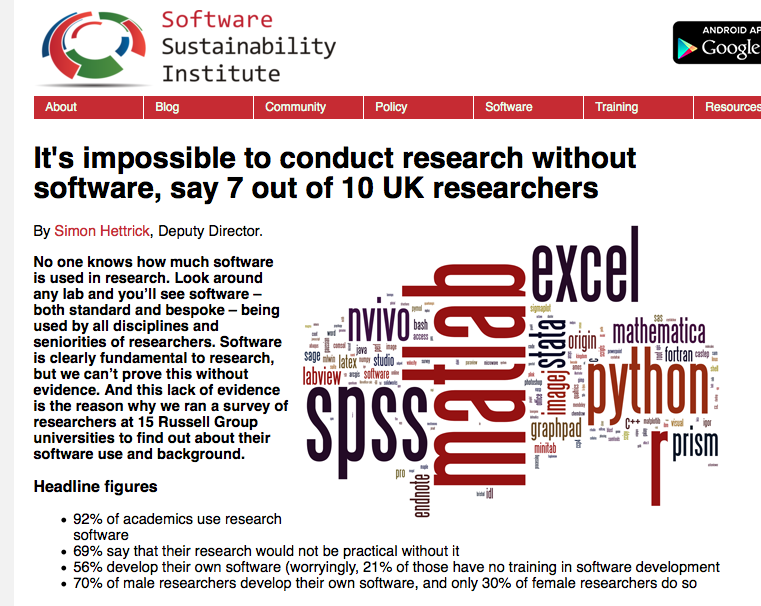 Software
Sustainability
Institute
ANDROID AP
Google
About Blog Community Policy Software Training Resources
It's impossible to conduct research without
software, say 7 out of 10 UK researchers
By Simon Hettrick, Deputy Director.
No one knows how much software
is used in research. Look around
any lab and you'll see software –
both standard and bespoke – being
used by all disciplines and
seniorities of researchers. Software
is clearly fundamental to research,
but we can't prove this without
evidence. And this lack of evidence
is the reason why we ran a survey of
researchers at 15 Russell Group
universities to find out about their
software use and background.
excel
matlab
nvivo
bash
access
sigmaplot
stata
origin
sas
mathematica
fortran
sage
latex
java
studio
labview
software
spss
imagej
python
photoshop
graphpad
minitab
c++
visual
igor
r
prism
pro
endnote
idl
Headline figures
• 92% of academics use research
software
• 69% say that their research would not be practical without it
• 56% develop their own software (worryingly, 21% of those have no training in software development
• 70% of male researchers develop their own software, and only 30% of female researchers do so